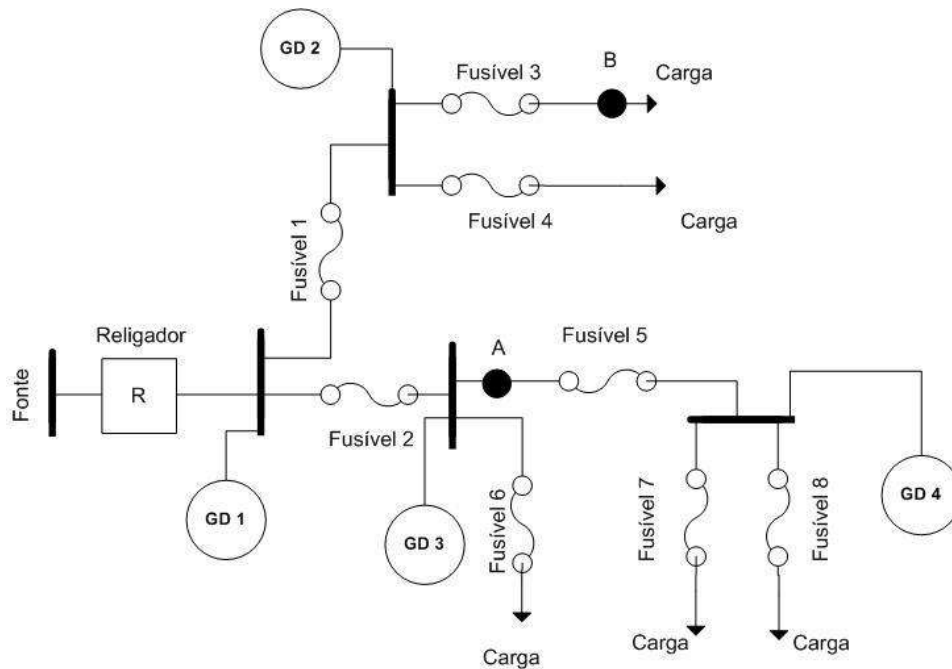 GD 2
Fusível 3
B
Carga
Fusível 4
Carga
Fusível 1
Religador
Fonte
R
A
Fusível 5
Fusível 2
GD 1
GD 3
Fusível 6
Fusível 7
Fusível 8
GD 4
Carga
Carga
Carga